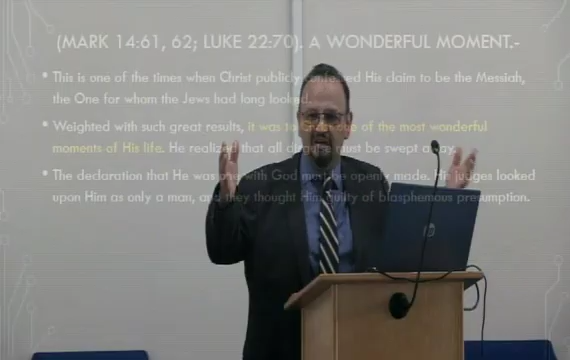 (MARK 14:61, 62; LUKE 22:70). A WONDERFUL MOMENT.-
• This is one of the times when Christ publicly His claim to be the Messiah,
the One for whom the Jews had long
• Weighted with such great results, it was to of the most wonderful
moments of His life. He that all must be swept away.
• The declaration that He was with God must be openly made. His judges looked
upon Him as only a man, and they thought Him guilty of blasphemous presumption.